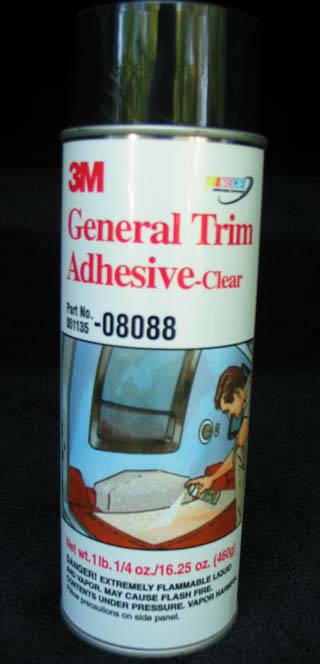 3M
NASCAR
General Trim
Adhesive-Clear
Part No.
051135 -08088
Net wt. 1 lb. 1/4 oz./16.25 oz. (460g)
DANGER! EXTREMELY FLAMMABLE LIQUID
AND VAPOR. MAY CAUSE FLASH FIRE.
CONTENTS UNDER PRESSURE. VAPOR HARMFUL
Follow precautions on side panel.